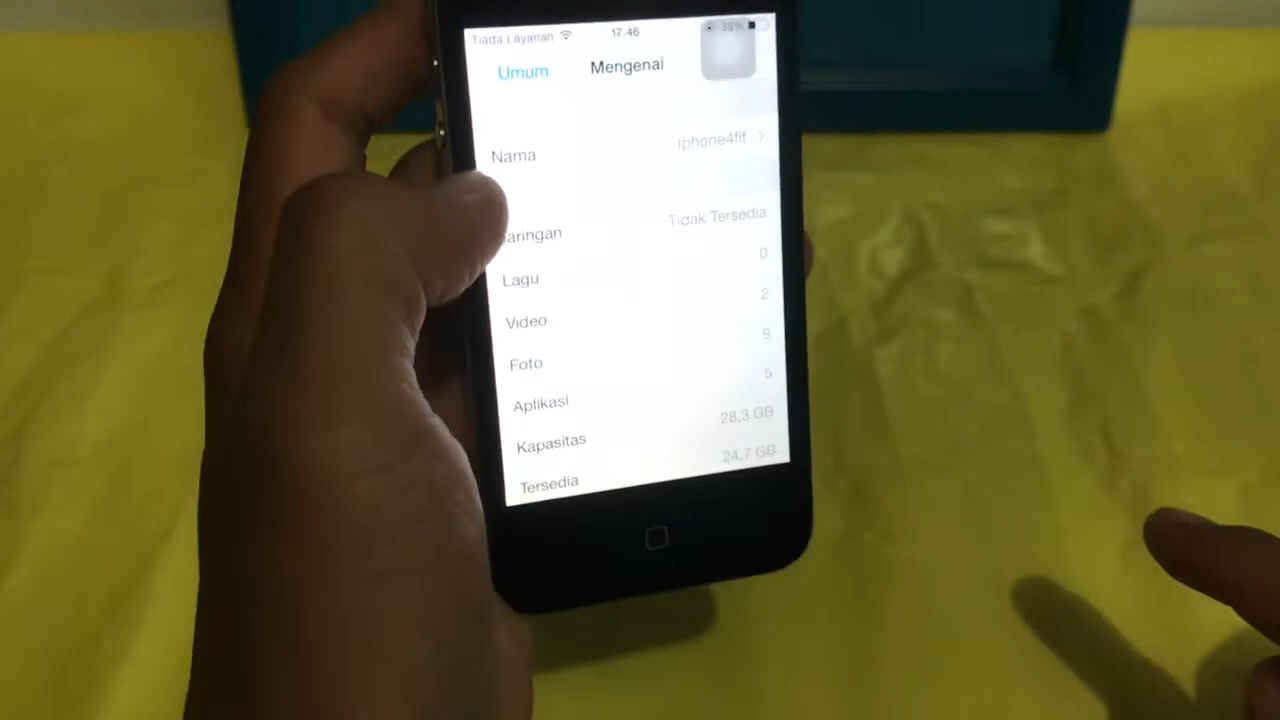 Tiada Layanan 17.46 38%
Umum Mengenai
Nama Iphone4fif
aringan Tidak Tersedia
Lagu 0
Video 2
Foto 9
Aplikasi 5
Kapasitas 28,3 GB
Tersedia 24,7 GB